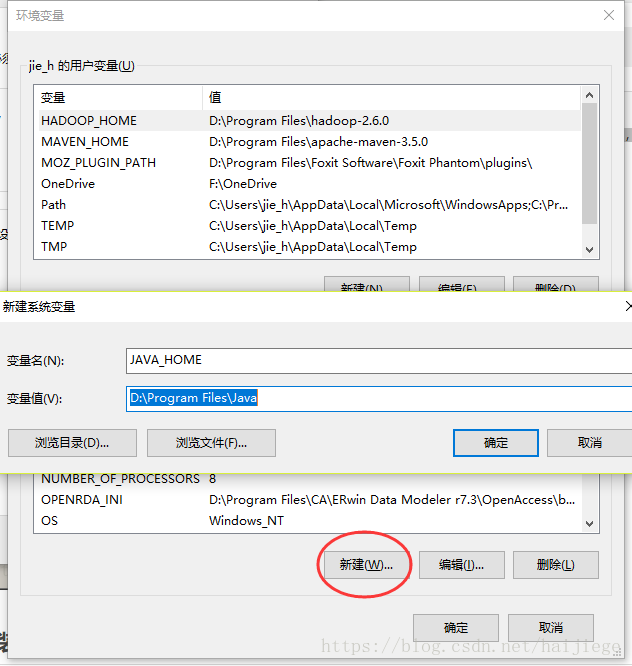 环境变量
jie_h 的用户变量(U)
变量 值
HADOOP_HOME D:\Program Files\hadoop-2.6.0
MAVEN_HOME D:\Program Files\apache-maven-3.5.0
MOZ_PLUGIN_PATH D:\Program Files\Foxit Software\Foxit Phantom\plugins\
OneDrive F:\OneDrive
Path C:\Users\jie_h\AppData\Local\Microsoft\WindowsApps;C:\Pr...
TEMP C:\Users\jie_h\AppData\Local\Temp
TMP C:\Users\jie_h\AppData\Local\Temp
新建(N)... 编辑(E)... 删除(D)
新建系统变量
变量名(N): JAVA_HOME
变量值(V): D:\Program Files\Java
浏览目录(D)... 浏览文件(F)... 确定 取消
NUMBER_OF_PROCESSORS 8
OPENRDA_INI D:\Program Files\CA\ERwin Data Modeler r7.3\OpenAccess\b...
OS Windows_NT
新建(W)... 编辑(I)... 删除(L)
确定 取消
https://blog.csdn.net/haijiege